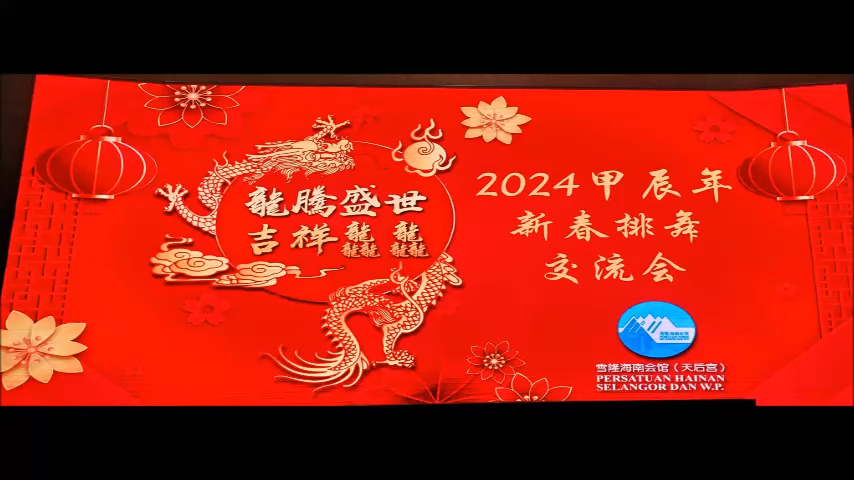 龍騰盛世
吉祥龘龘
2024甲辰年
新春排舞
交流会
雪隆海南会馆（天后宫）
PERSATUAN HAINAN
SELANGOR DAN W.P.